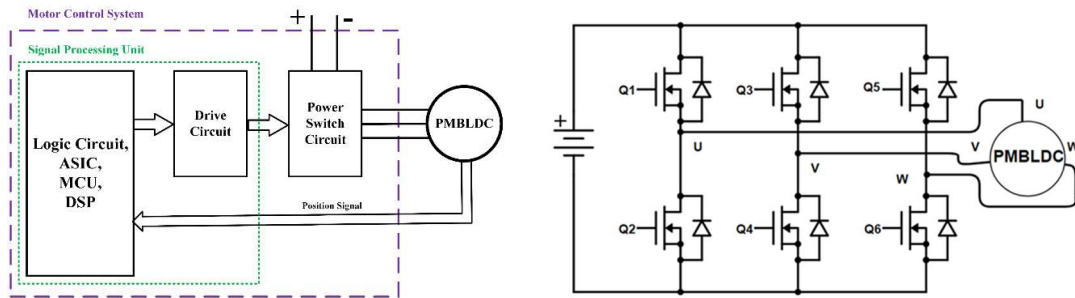 Motor Control System
Signal Processing Unit
Logic Circuit,
ASIC,
MCU,
DSP
Drive
Circuit
+ -
Power
Switch
Circuit
PMBLDC
Position Signal
+
Q1
Q3
Q5
U
V
W
U
V
W
PMBLDC
Q2
Q4
Q6